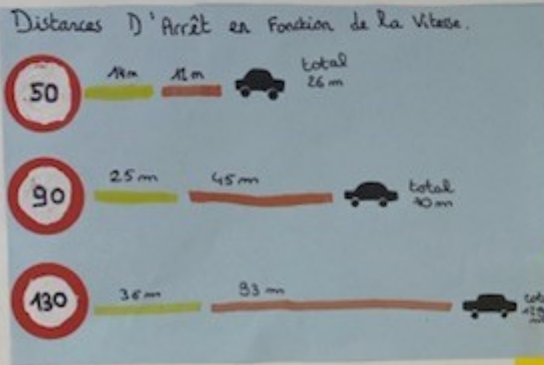 Distances D'Arrêt en Fonction de la Vitesse.
50 14m 12m total
26 m
90 25 m 45 m total
70 m
130 36 m 93 m
129